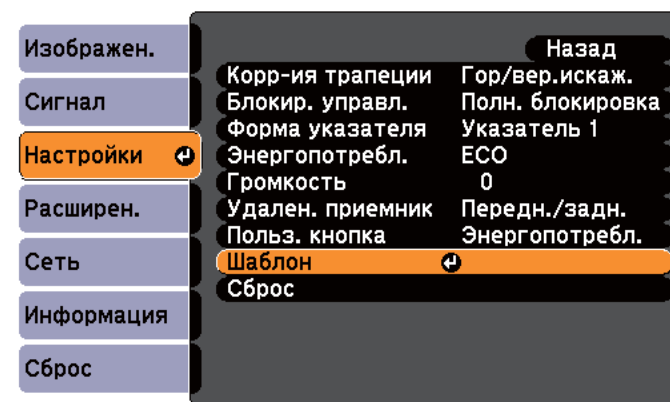 Изображен.
Сигнал
Настройки
Расширен.
Сеть
Информация
Сброс
Назад
Корр-ия трапеции Гор/вер.искаж.
Блокир. управл. Полн. блокировка
Форма указателя Указатель 1
Энергопотребл. ECO
Громкость 0
Удален. приемник Передн./задн.
Польз. кнопка Энергопотребл.
Шаблон
Сброс